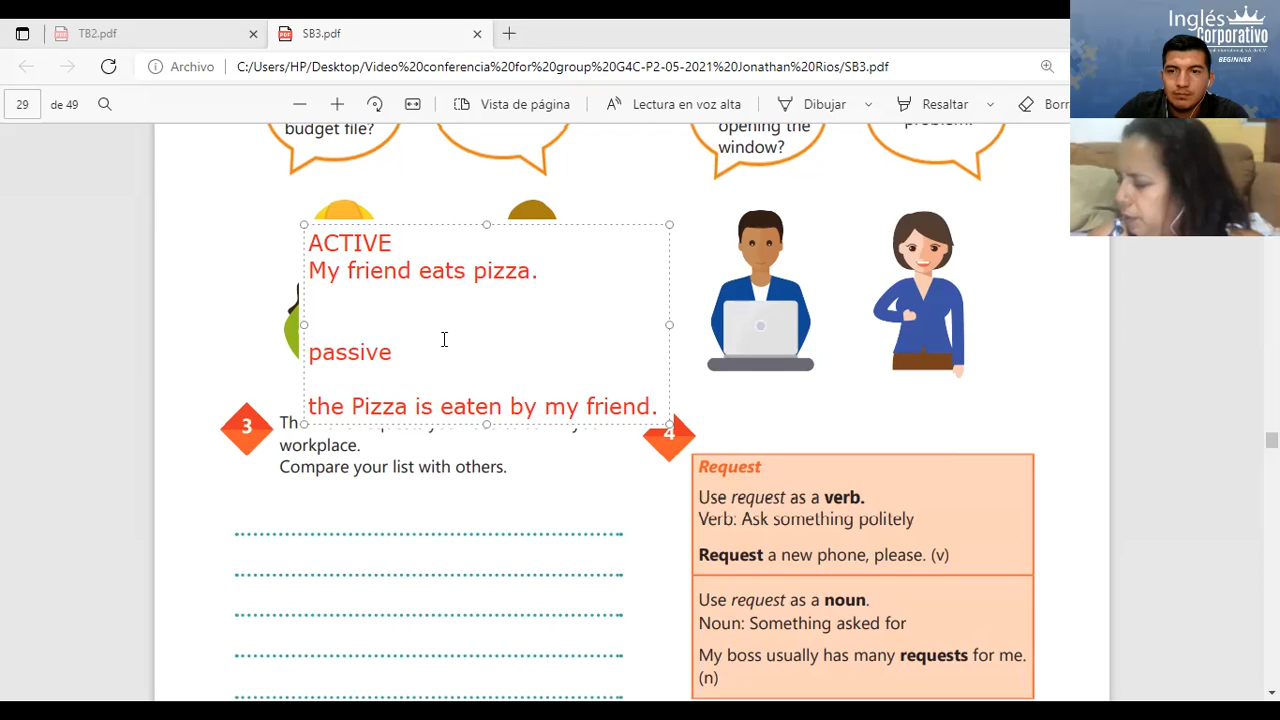 TB2.pdf
SB3.pdf
Archivo
C:/Users/HP/Desktop/Video%20conferencia%20forms/2etgroup%20G4C-P2-05-2021%20Jonathan%20Rios/SB3.pdf
29 de 49
Vista de página
Lectura en voz alta
Dibujar
Resaltar
Borr
Inglés
Corporativo
BEGINNER
budget file?
opening the
window?
problem.
ACTIVE
My friend eats pizza.
passive
the Pizza is eaten by my friend.
3
Th
workplace.
Compare your list with others.
4
Request
Use request as a verb.
Verb: Ask something politely
Request a new phone, please. (v)
Use request as a noun.
Noun: Something asked for
My boss usually has many requests for me.
(n)